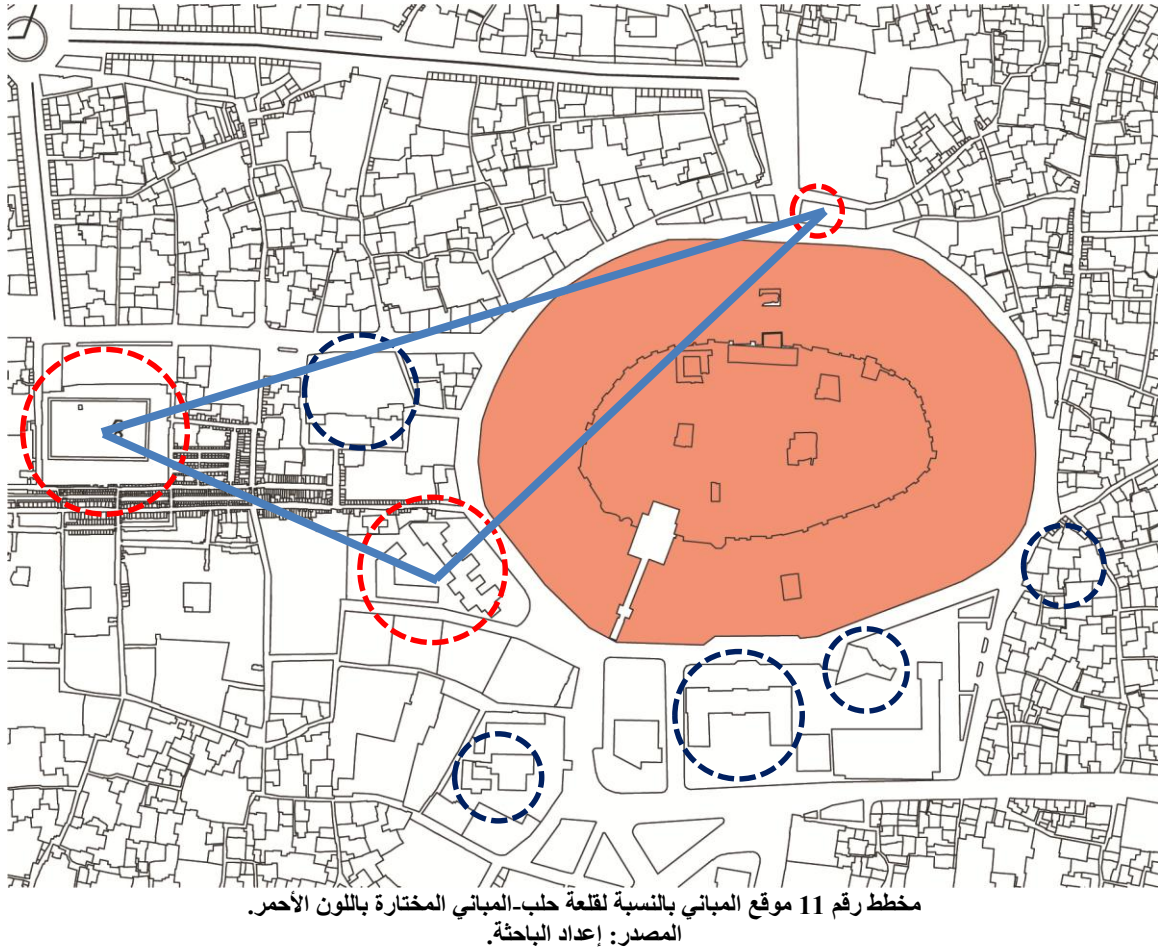 مخطط رقم 11 موقع المباني بالنسبة لقلعة حلب-المباني المختارة باللون الأحمر.
المصدر: إعداد الباحثة.